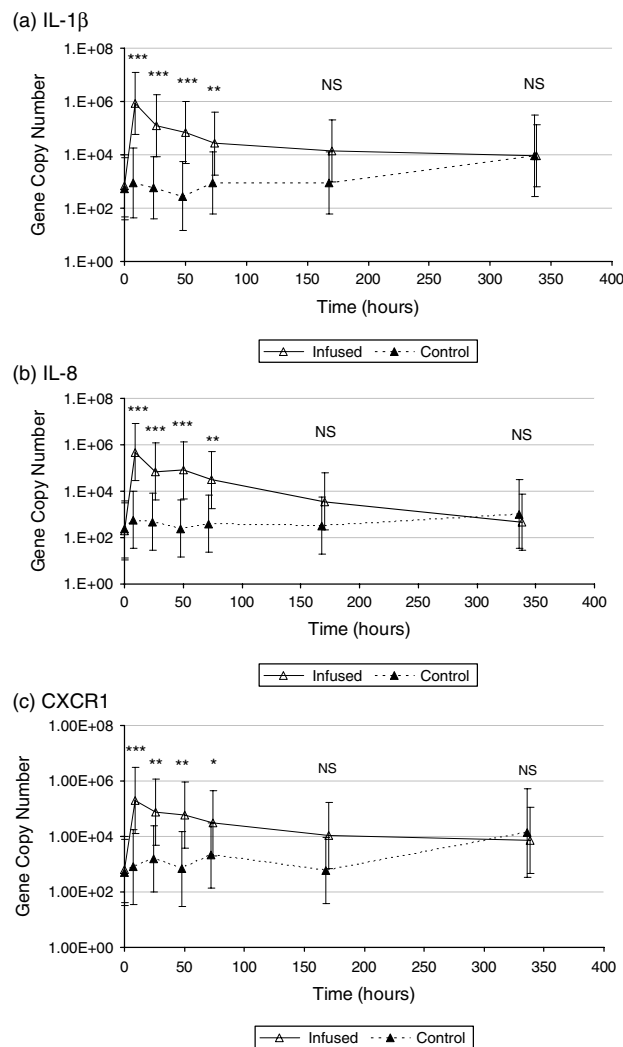 (a) IL-1β
1.E+08
1.E+06
1.E+04
1.E+02
1.E+00
Gene Copy Number
*** *** *** ** NS NS
0 50 100 150 200 250 300 350 400
Time (hours)
Infused Control
(b) IL-8
1.E+08
1.E+06
1.E+04
1.E+02
1.E+00
Gene Copy Number
*** *** *** ** NS NS
0 50 100 150 200 250 300 350 400
Time (hours)
Infused Control
(c) CXCR1
1.00E+08
1.00E+06
1.00E+04
1.00E+02
1.00E+00
Gene Copy Number
*** ** ** * NS NS
0 50 100 150 200 250 300 350 400
Time (hours)
Infused Control